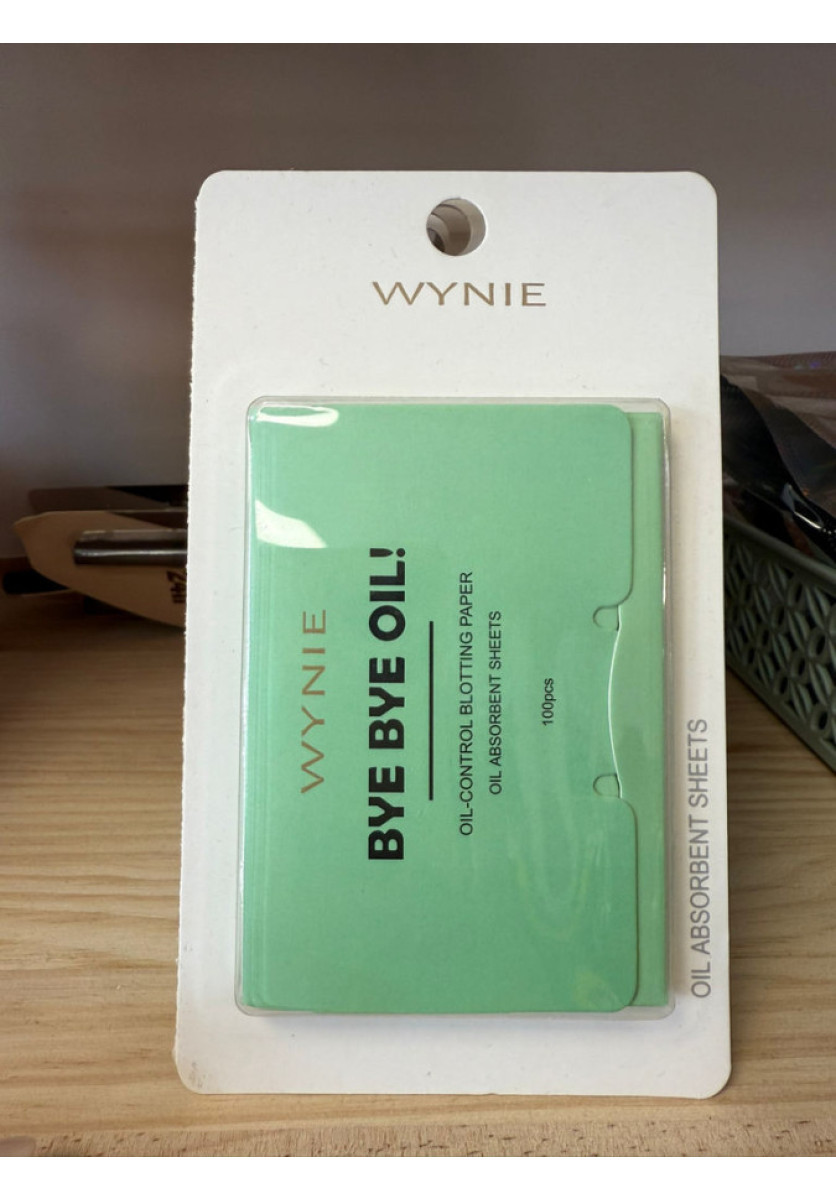 WYNIE
WYNIE
BYE BYE OIL!
OIL-CONTROL BLOTTING PAPER
OIL ABSORBENT SHEETS
100pcs
OIL ABSORBENT SHEETS